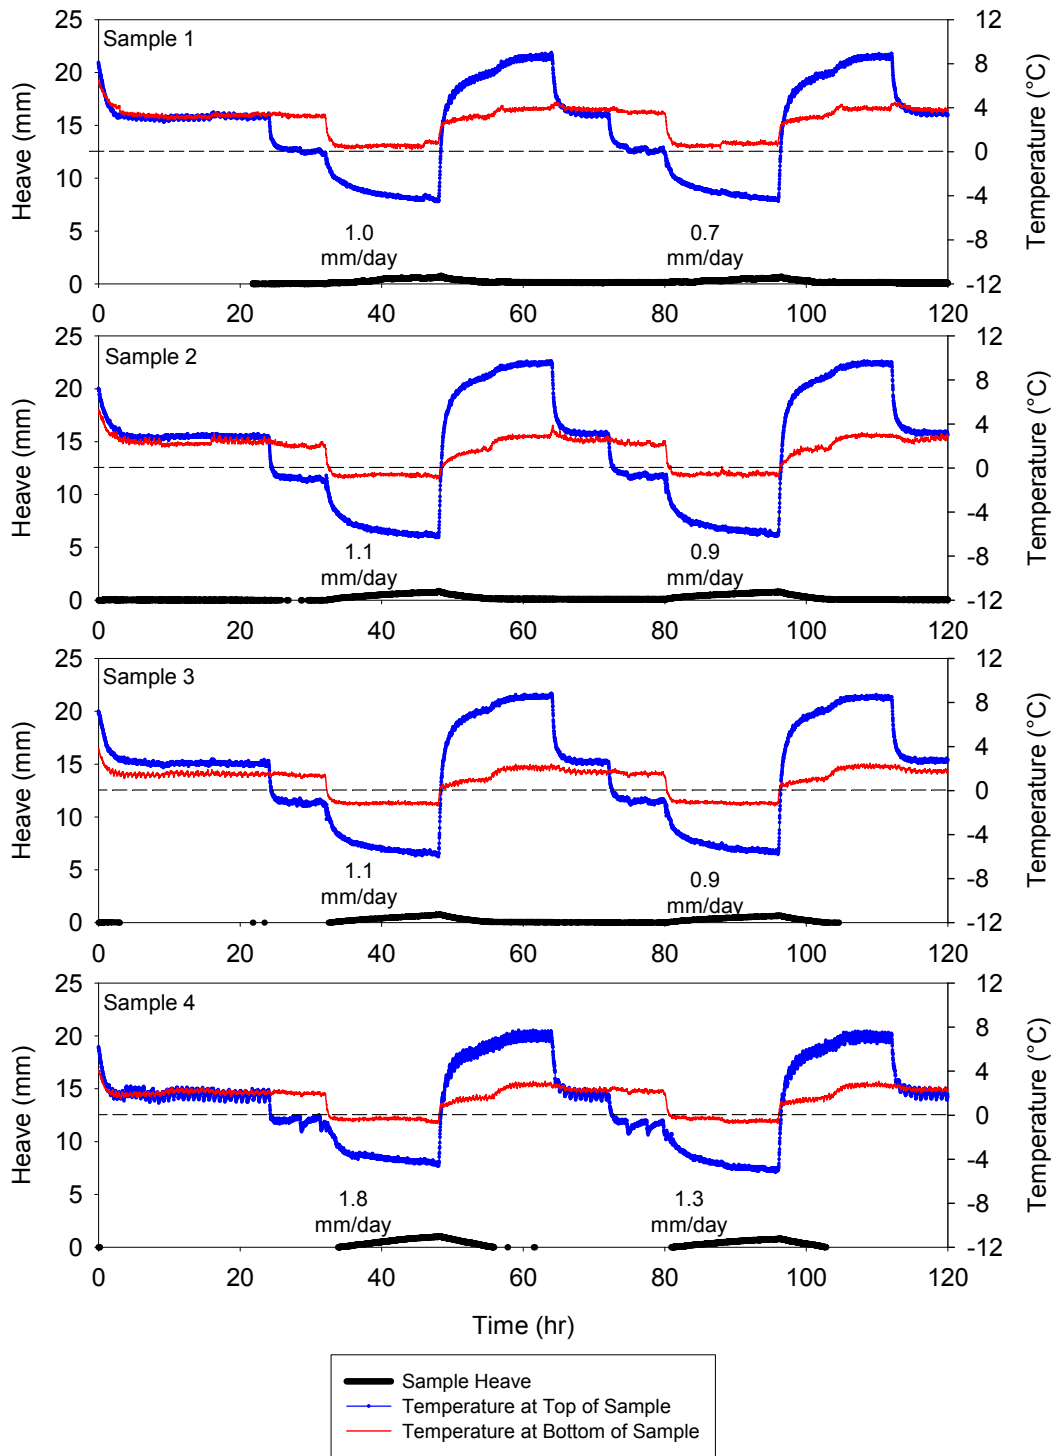 Sample 1
Heave (mm)
25
20
15
10
5
0
12
8
4
0
-4
-8
-12
Temperature (°C)
1.0
mm/day
0.7
mm/day
0 20 40 60 80 100 120
Sample 2
Heave (mm)
25
20
15
10
5
0
12
8
4
0
-4
-8
-12
Temperature (°C)
1.1
mm/day
0.9
mm/day
0 20 40 60 80 100 120
Sample 3
Heave (mm)
25
20
15
10
5
0
12
8
4
0
-4
-8
-12
Temperature (°C)
1.1
mm/day
0.9
mm/day
0 20 40 60 80 100 120
Sample 4
Heave (mm)
25
20
15
10
5
0
12
8
4
0
-4
-8
-12
Temperature (°C)
1.8
mm/day
1.3
mm/day
0 20 40 60 80 100 120
Time (hr)
Sample Heave
Temperature at Top of Sample
Temperature at Bottom of Sample